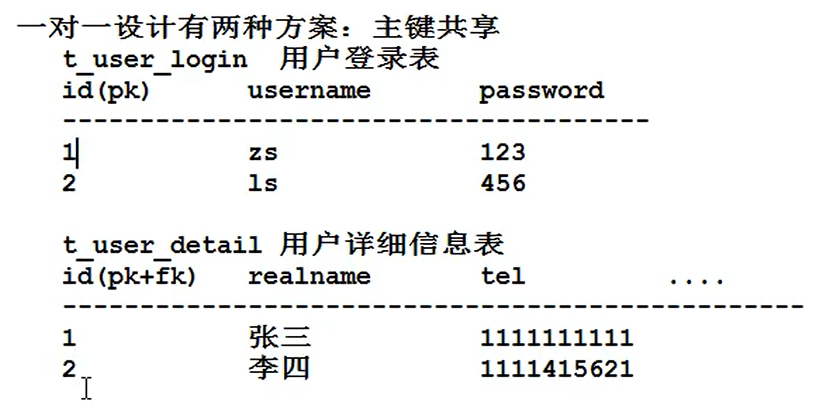 一对一设计有两种方案：主键共享
t_user_login 用户登录表
id(pk) username password
--------------------------------------
1 zs 123
2 ls 456
t_user_detail 用户详细信息表
id(pk+fk) realname tel ....
------------------------------------------------
1 张三 1111111111
2 李四 1111415621